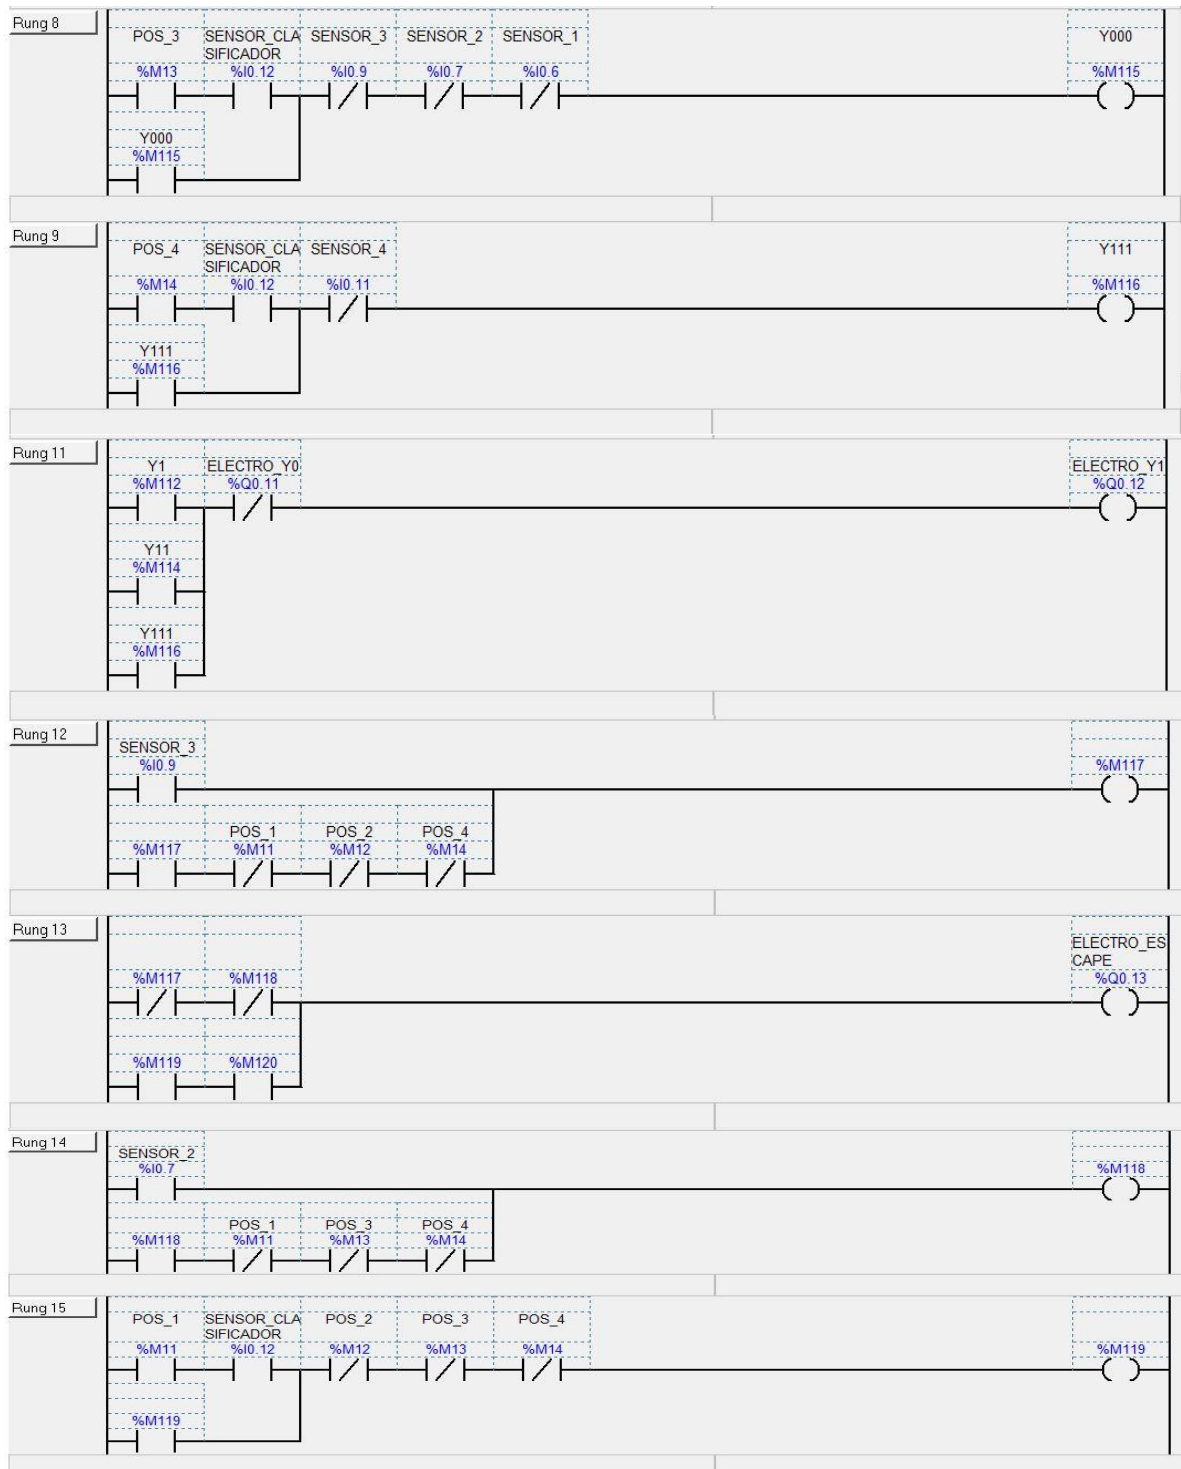 Rung 8
POS_3 SENSOR_CLA SENSOR_3 SENSOR_2 SENSOR_1 Y000
SIFICADOR
%M13 %I0.12 %I0.9 %I0.7 %I0.6 %M115
Y000
%M115
Rung 9
POS_4 SENSOR_CLA SENSOR_4 Y111
SIFICADOR
%M14 %I0.12 %I0.11 %M116
Y111
%M116
Rung 11
Y1 ELECTRO_Y0 ELECTRO_Y1
%M112 %Q0.11 %Q0.12
Y11
%M114
Y111
%M116
Rung 12
SENSOR_3
%I0.9 %M117
POS_1 POS_2 POS_4
%M117 %M11 %M12 %M14
Rung 13
ELECTRO_ES
CAPE
%M117 %M118 %Q0.13
%M119 %M120
Rung 14
SENSOR_2
%I0.7 %M118
POS_1 POS_3 POS_4
%M118 %M11 %M13 %M14
Rung 15
POS_1 SENSOR_CLA POS_2 POS_3 POS_4
SIFICADOR
%M11 %I0.12 %M12 %M13 %M14 %M119
%M119